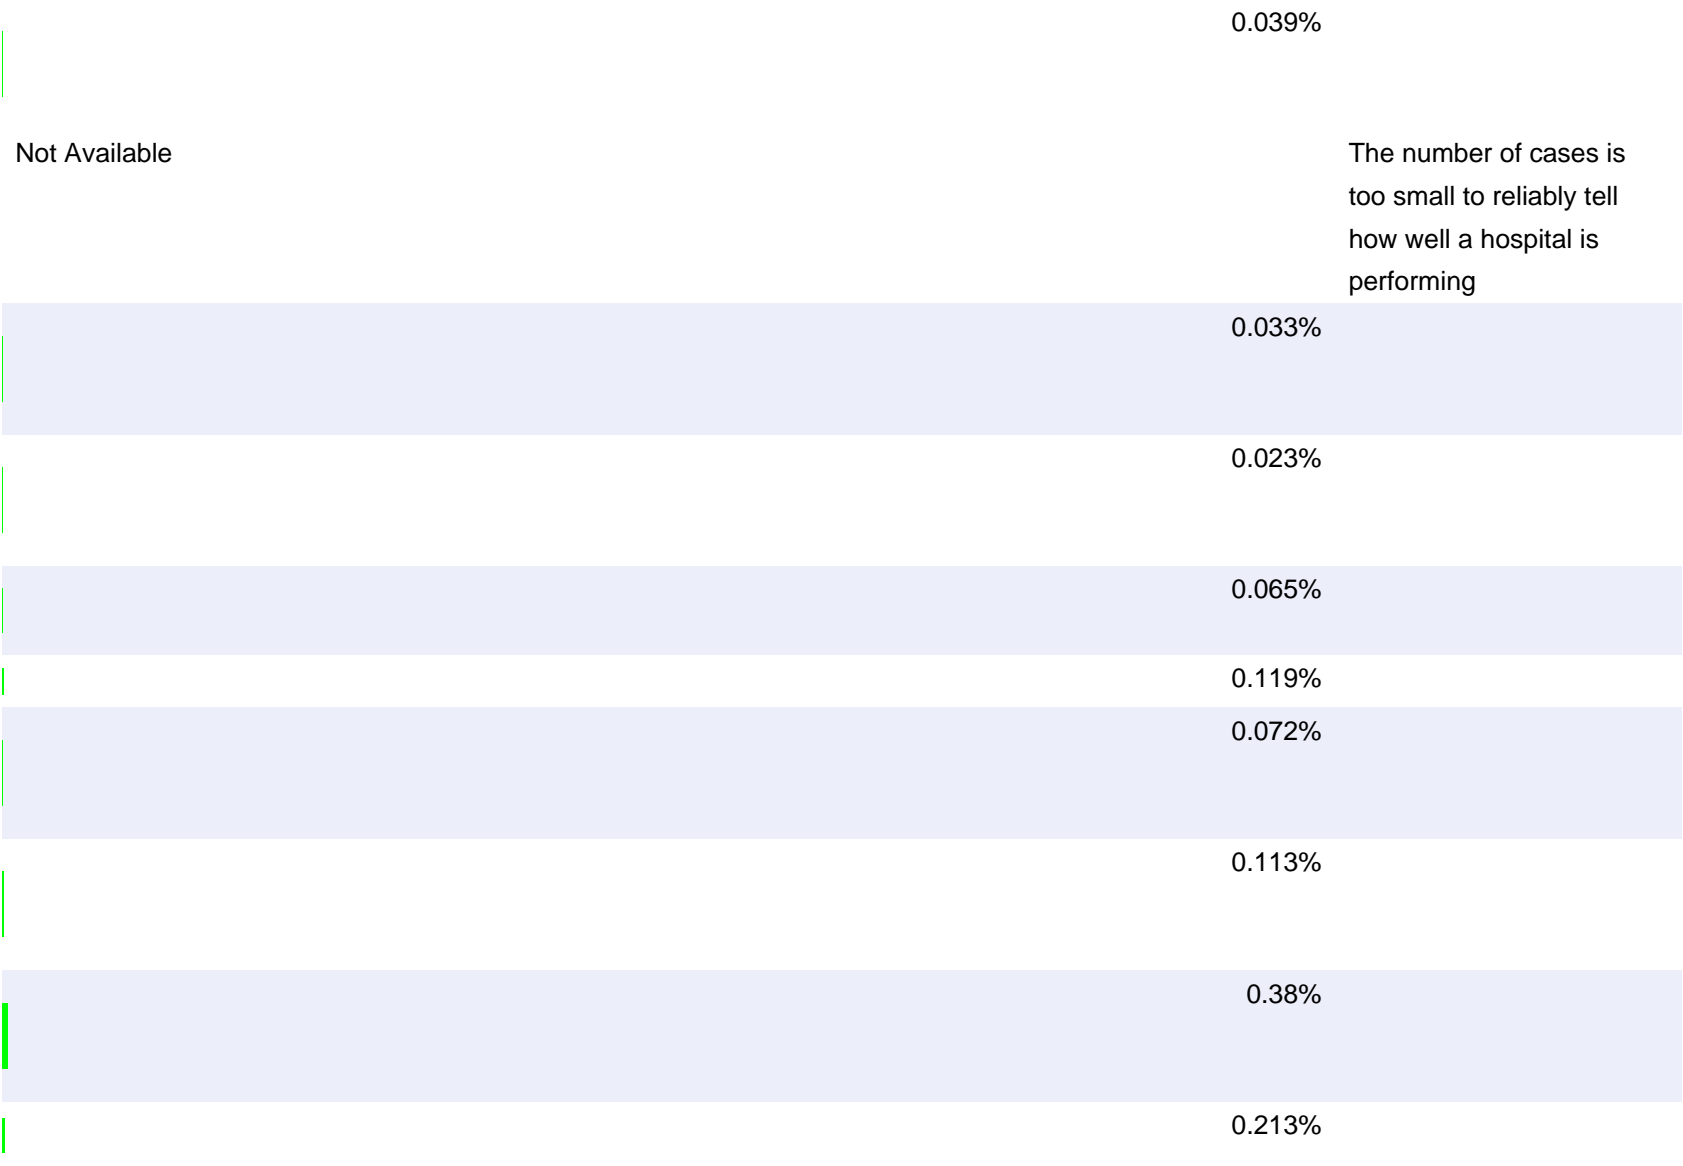 0.039%
Not Available
The number of cases is
too small to reliably tell
how well a hospital is
performing
0.033%
0.023%
0.065%
0.119%
0.072%
0.113%
0.38%
0.213%